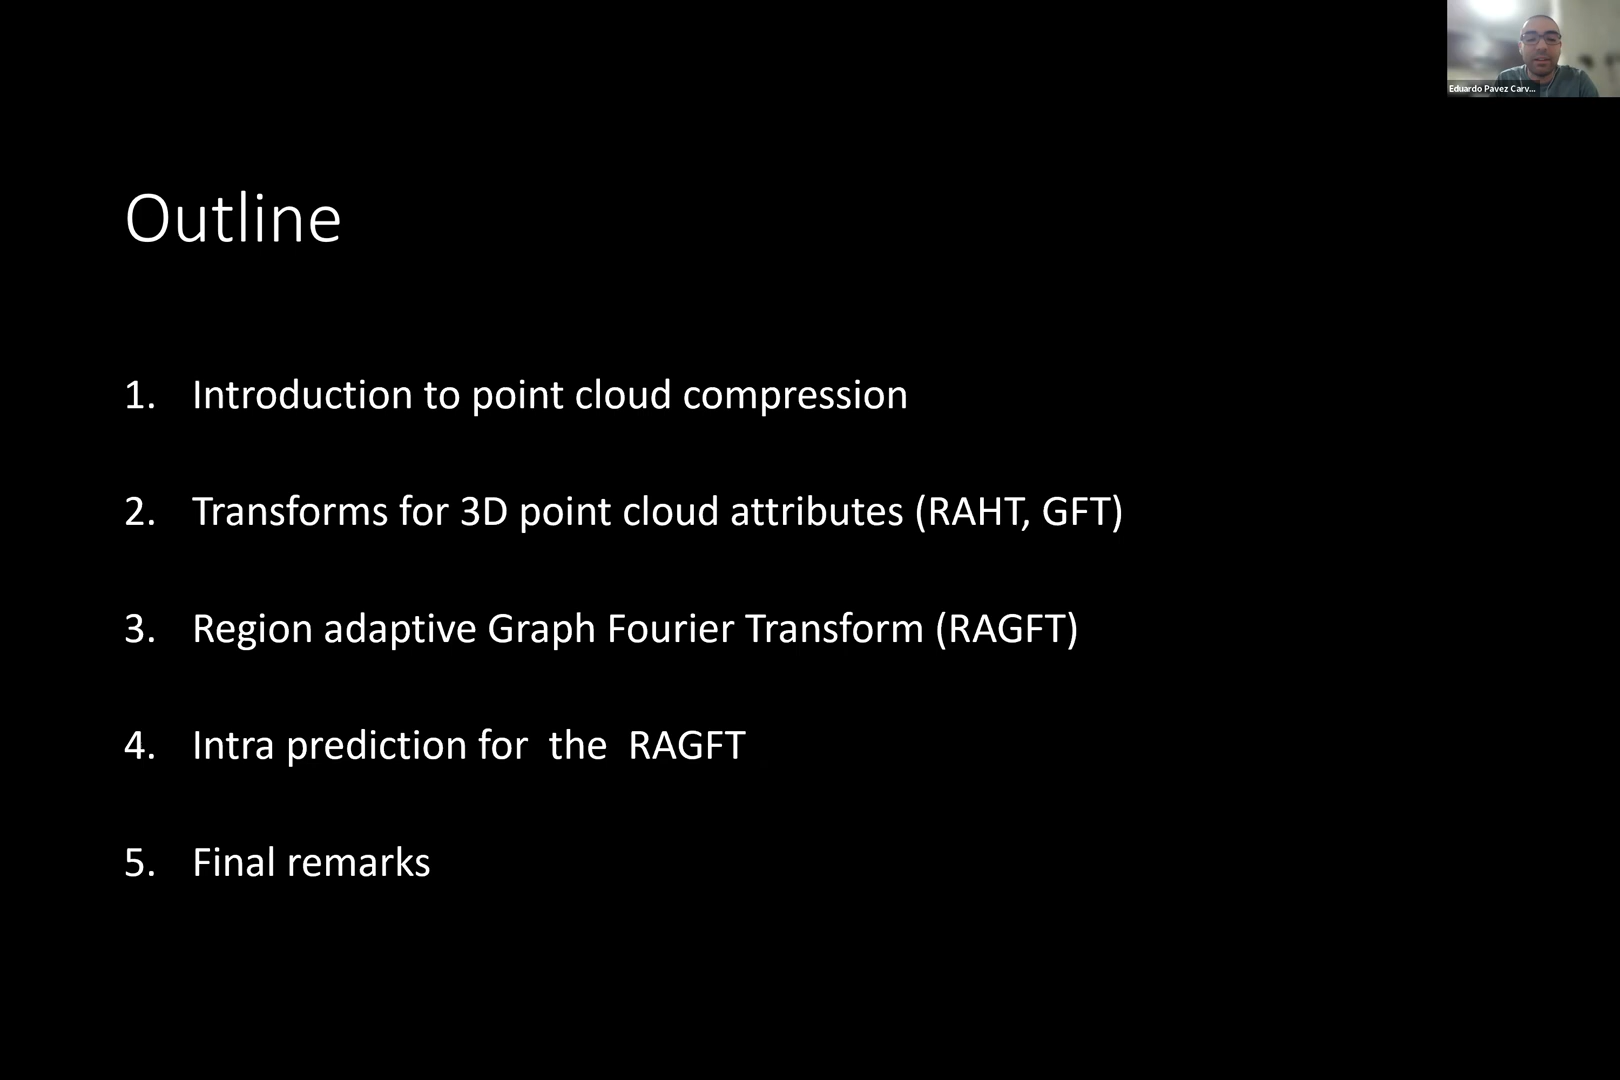 Eduardo Pavez Carv...
Outline
1. Introduction to point cloud compression
2. Transforms for 3D point cloud attributes (RAHT, GFT)
3. Region adaptive Graph Fourier Transform (RAGFT)
4. Intra prediction for the RAGFT
5. Final remarks